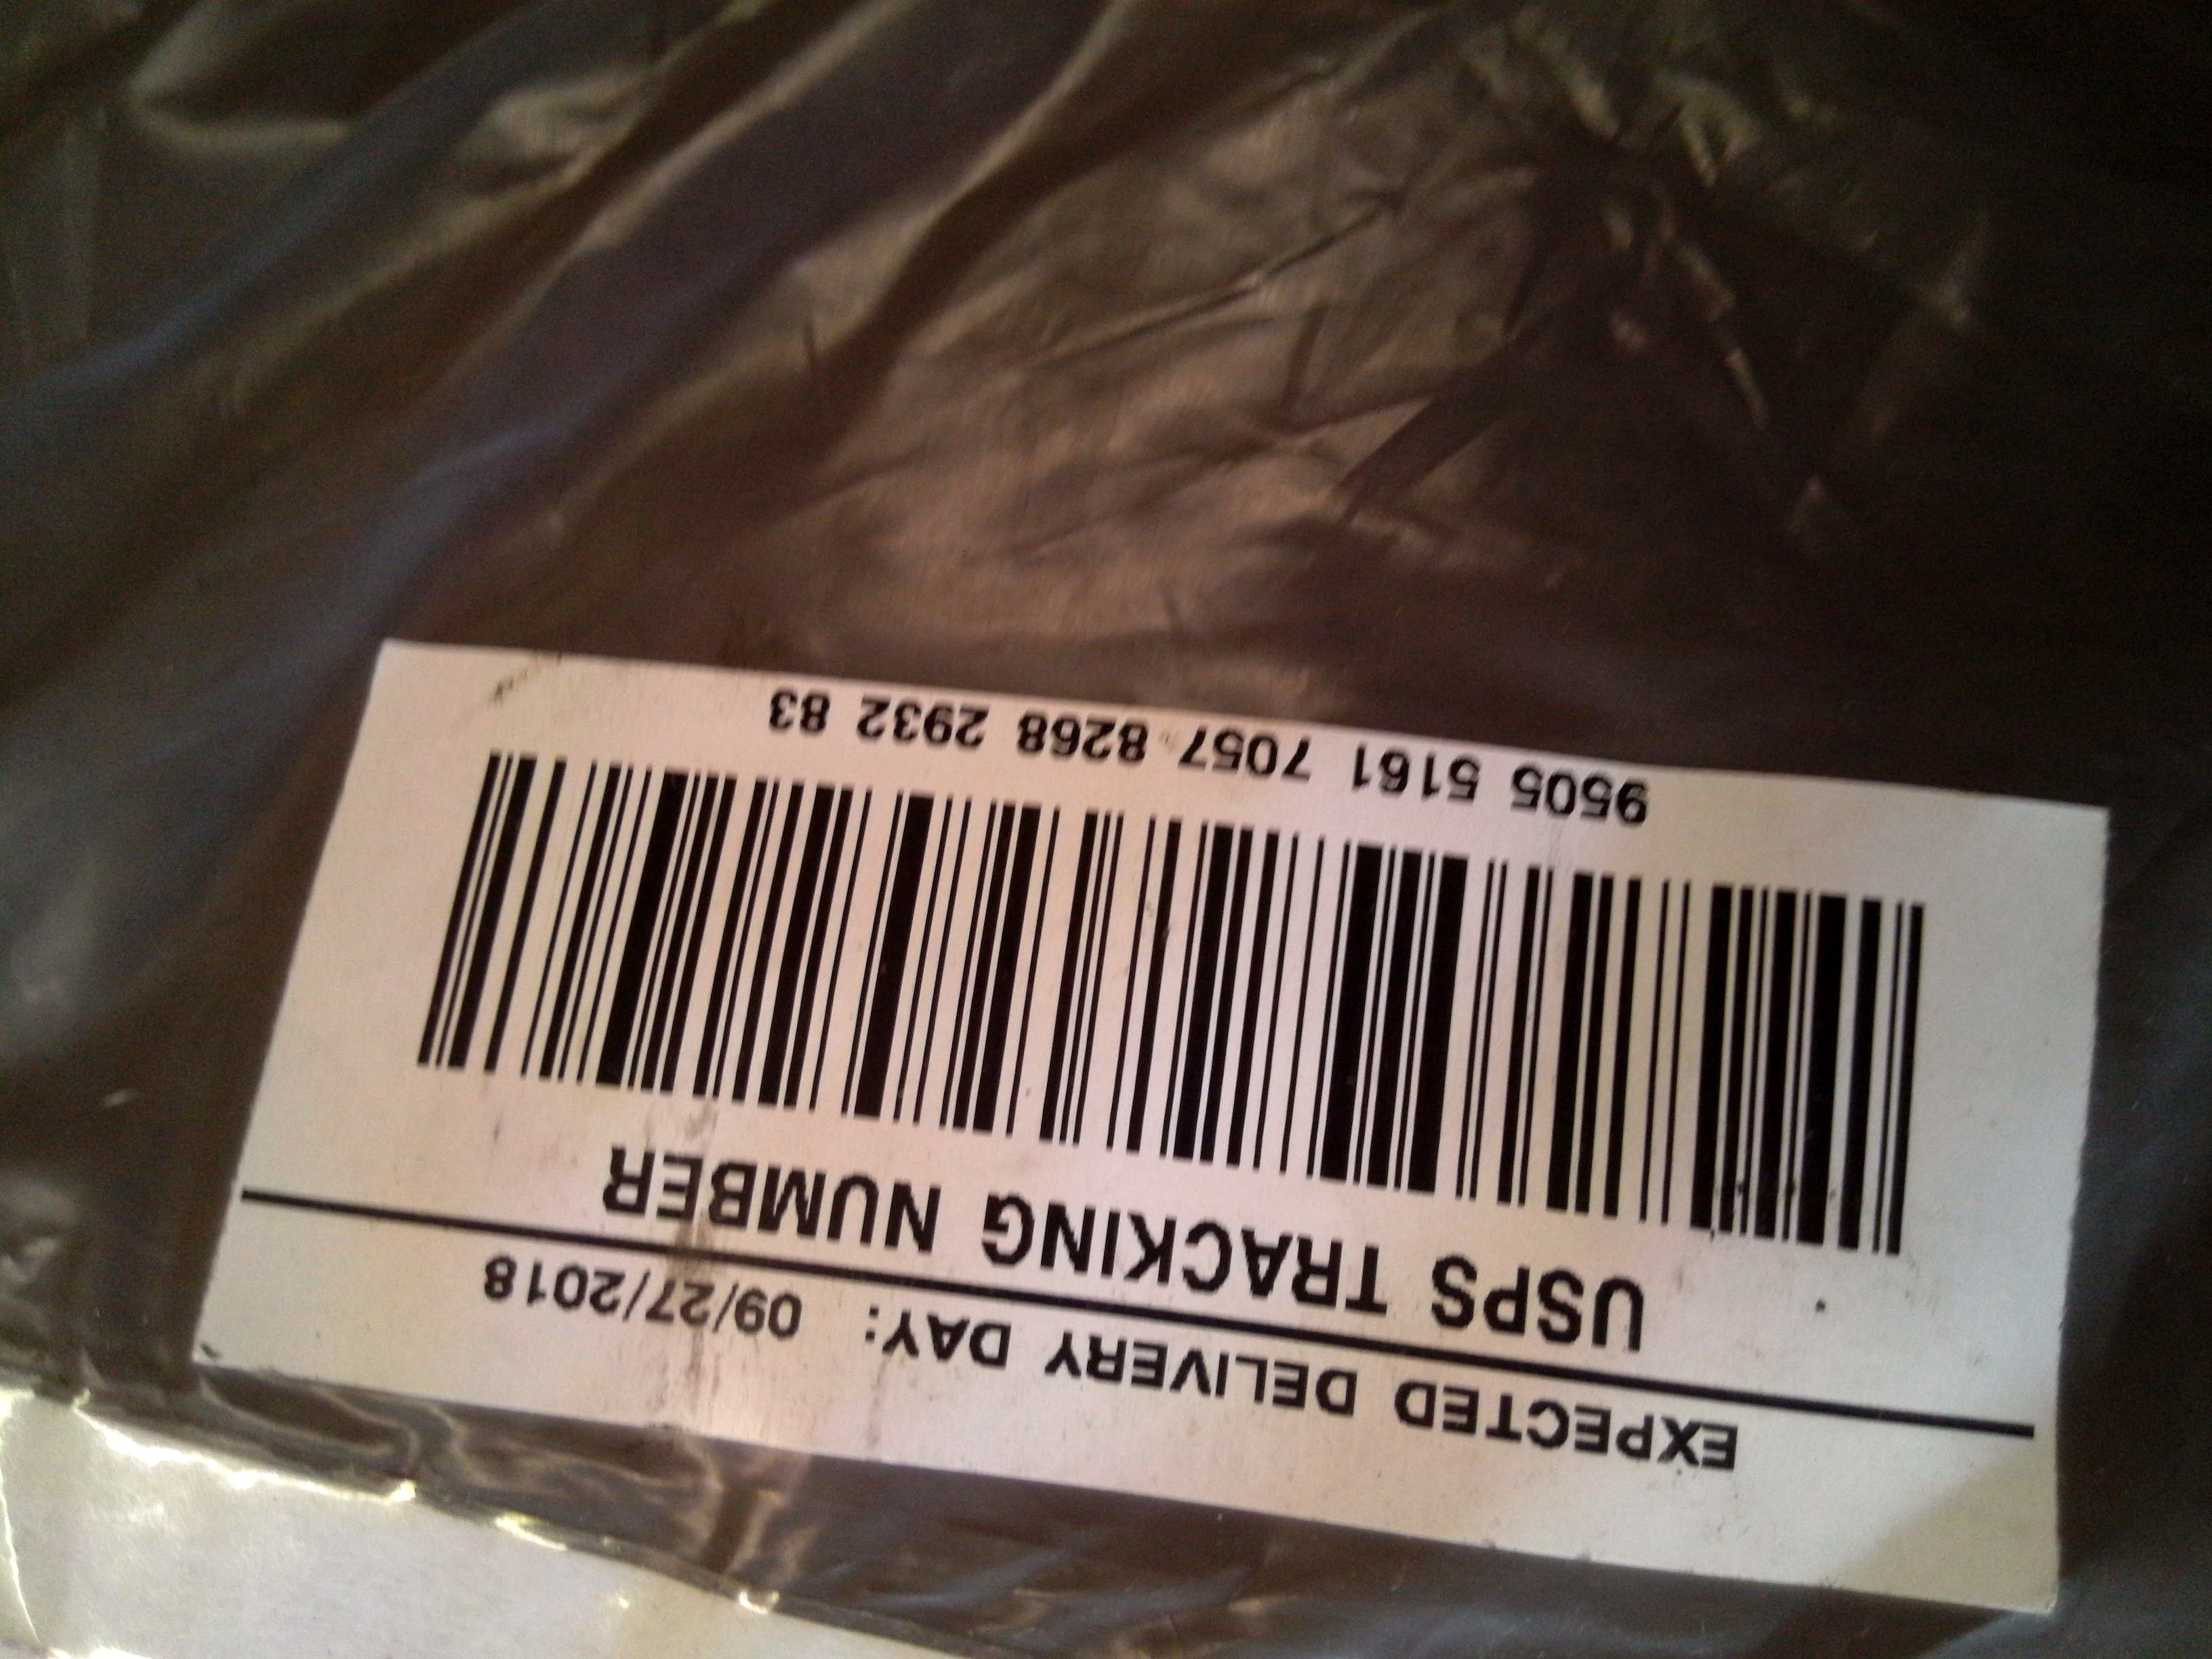 EXPECTED DELIVERY DAY: 09/27/2018
USPS TRACKING NUMBER
9505 5161 7057 8268 2932 83